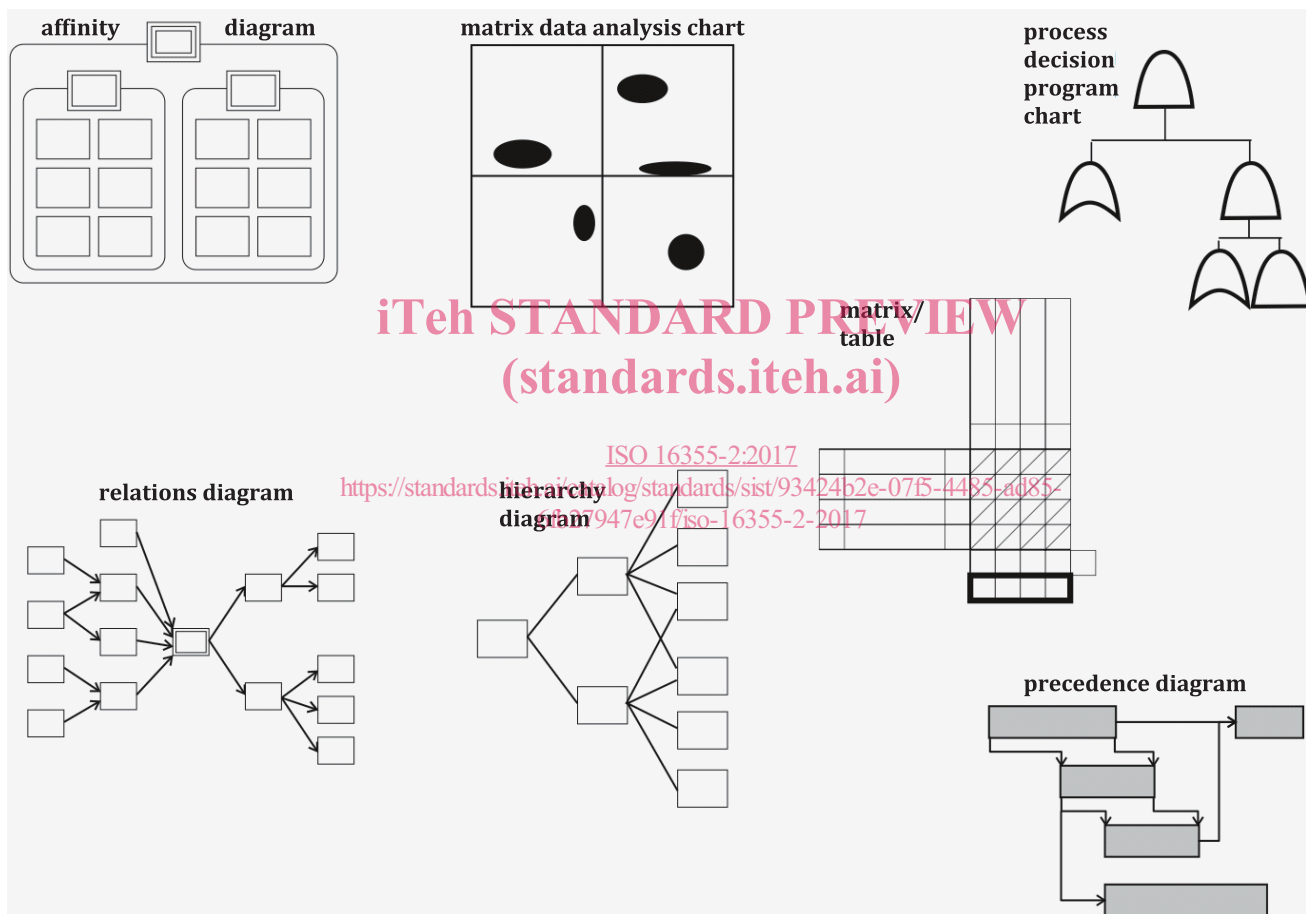 affinity diagram
matrix data analysis chart
process
decision
program
chart
iTeh STANDARD PREVIEW
(standards.iteh.ai)
matrix/
table
ISO 16355-2:2017
https://standards.iteh.ai/catalog/standards/sist/93424b2e-07f5-4485-ad85-
6fb27947e91f/iso-16355-2-2017
relations diagram
hierarchy
diagram
precedence diagram